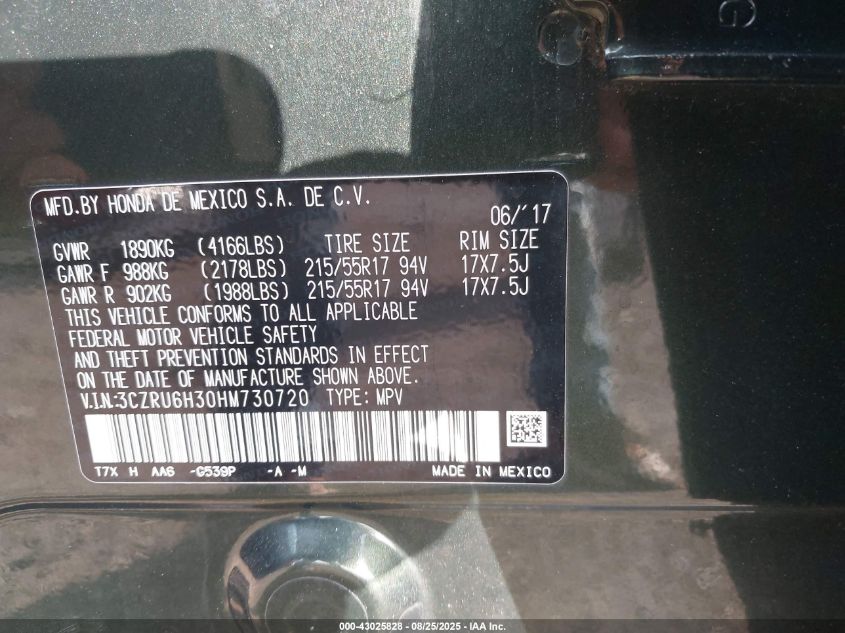 G
MFD.BY HONDA DE MEXICO S.A. DE C.V.
06/'17
GVWR 1890KG (4166LBS) TIRE SIZE RIM SIZE
GAWR F 988KG (2178LBS) 215/55R17 94V 17X7.5J
GAWR R 902KG (1988LBS) 215/55R17 94V 17X7.5J
THIS VEHICLE CONFORMS TO ALL APPLICABLE
FEDERAL MOTOR VEHICLE SAFETY
AND THEFT PREVENTION STANDARDS IN EFFECT
ON THE DATE OF MANUFACTURE SHOWN ABOVE.
V.I.N.:3CZRU6H30HM730720 TYPE: MPV
T7X H AA6 -G539P -A -M MADE IN MEXICO
000-43025828 - 08/25/2025 - IAA Inc.